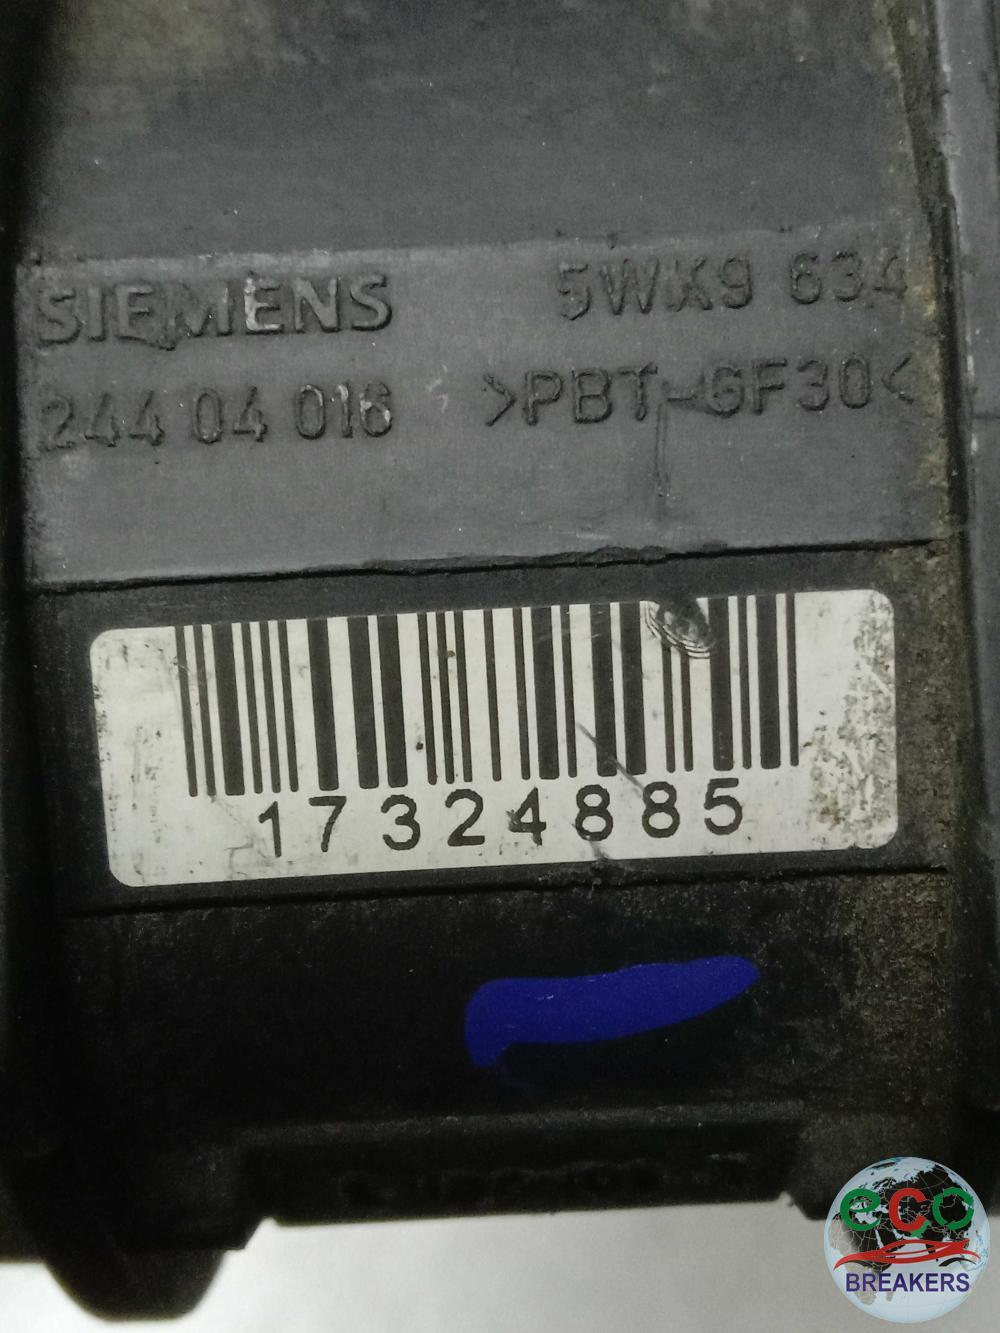 SIEMENS 5WK9 634
244 04 016 >PBT-GF30<
17324885
eco
BREAKERS